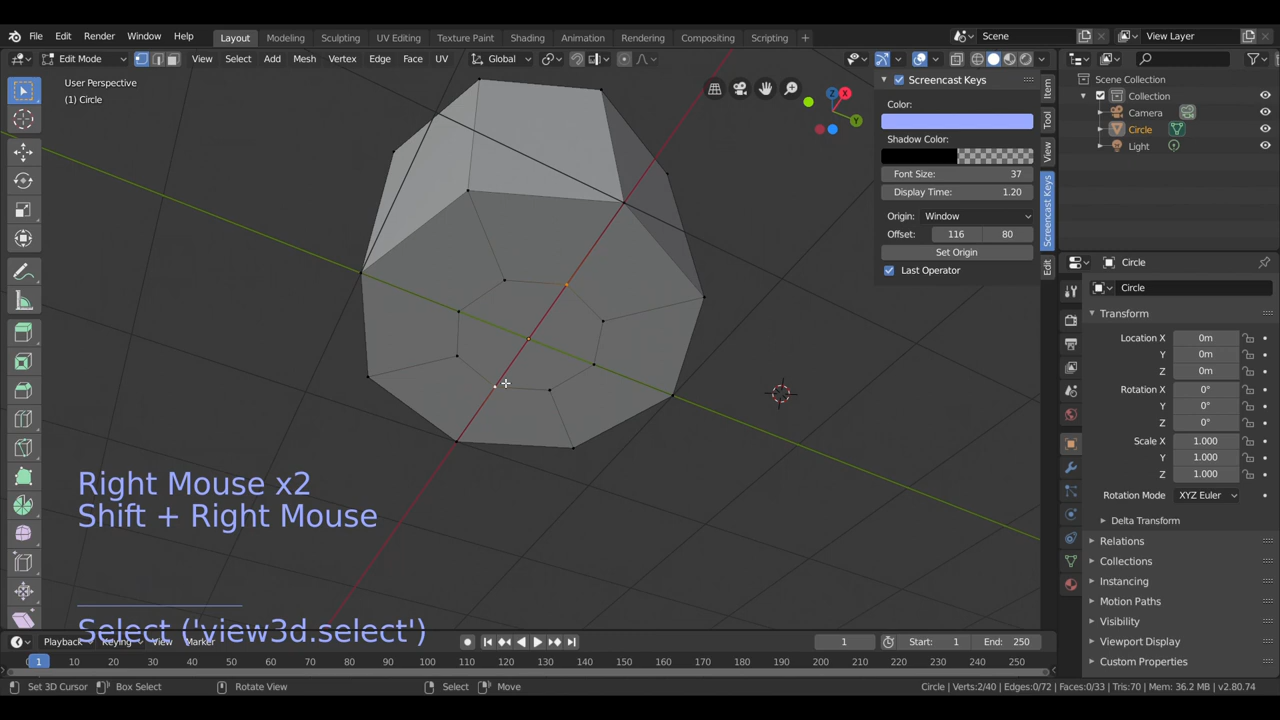 File Edit Render Window Help Layout Modeling Sculpting UV Editing Texture Paint Shading Animation Rendering Compositing Scripting + Scene View Layer
Edit Mode View Select Add Mesh Vertex Edge Face UV Global
User Perspective
(1) Circle
Z X Y
Screencast Keys
Color:
Shadow Color:
Font Size: 37
Display Time: 1.20
Origin: Window
Offset: 116 80
Set Origin
Last Operator
Item
Tool
View
Screencast Keys
Edit
Scene Collection
Collection
Camera
Circle
Light
Circle
Circle
Transform
Location X 0m
Y 0m
Z 0m
Rotation X 0°
Y 0°
Z 0°
Scale X 1.000
Y 1.000
Z 1.000
Rotation Mode XYZ Euler
Delta Transform
Relations
Collections
Instancing
Motion Paths
Visibility
Viewport Display
Custom Properties
Right Mouse x2
Shift + Right Mouse
Select ('view3d.select')
Playback Keying View Marker 1 Start: 1 End: 250
1 10 20 30 40 50 60 70 80 90 100 110 120 130 140 150 160 170 180 190 200 210 220 230 240 250
Set 3D Cursor Box Select Rotate View Select Move Circle | Verts:2/40 | Edges:0/72 | Faces:0/33 | Tris:70 | Mem: 36.2 MB | v2.80.74